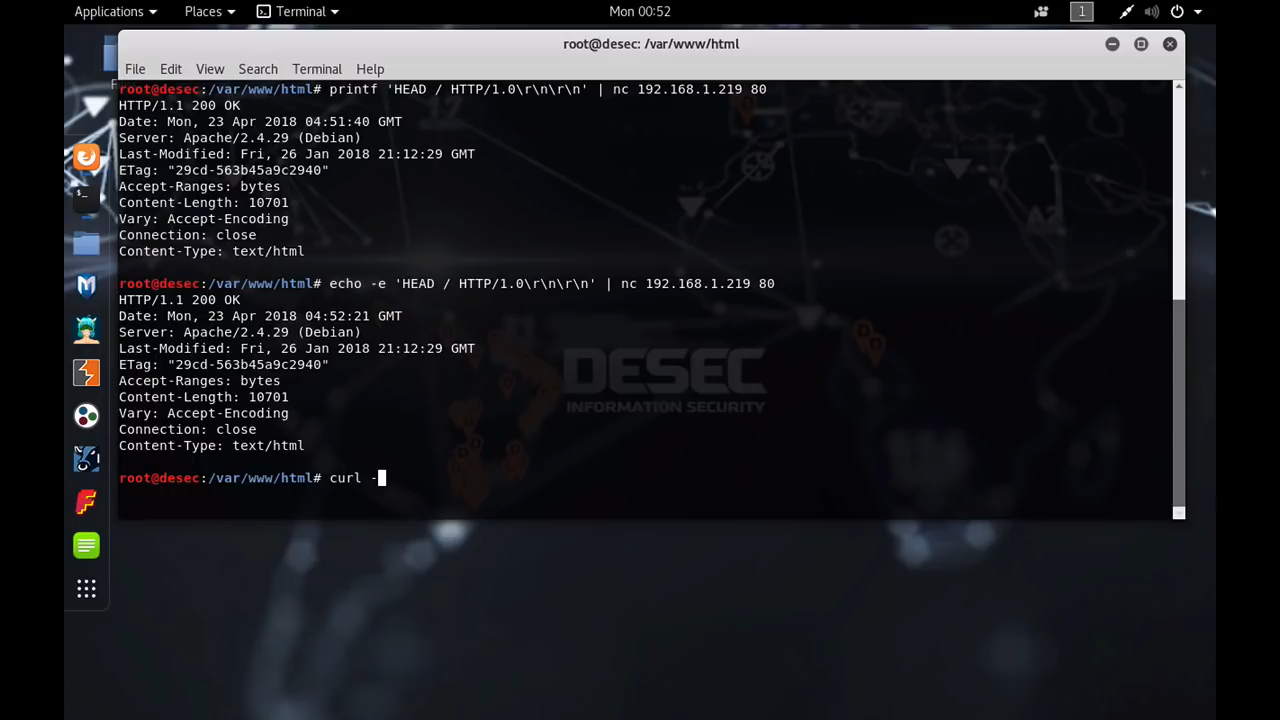 Applications Places Terminal Mon 00:52 1
root@desec: /var/www/html
File Edit View Search Terminal Help
root@desec:/var/www/html# printf 'HEAD / HTTP/1.0\r\n\r\n' | nc 192.168.1.219 80
HTTP/1.1 200 OK
Date: Mon, 23 Apr 2018 04:51:40 GMT
Server: Apache/2.4.29 (Debian)
Last-Modified: Fri, 26 Jan 2018 21:12:29 GMT
ETag: "29cd-563b45a9c2940"
Accept-Ranges: bytes
Content-Length: 10701
Vary: Accept-Encoding
Connection: close
Content-Type: text/html
root@desec:/var/www/html# echo -e 'HEAD / HTTP/1.0\r\n\r\n' | nc 192.168.1.219 80
HTTP/1.1 200 OK
Date: Mon, 23 Apr 2018 04:52:21 GMT
Server: Apache/2.4.29 (Debian)
Last-Modified: Fri, 26 Jan 2018 21:12:29 GMT
ETag: "29cd-563b45a9c2940"
Accept-Ranges: bytes
Content-Length: 10701
Vary: Accept-Encoding
Connection: close
Content-Type: text/html
root@desec:/var/www/html# curl -
DESEC
INFORMATION SECURITY